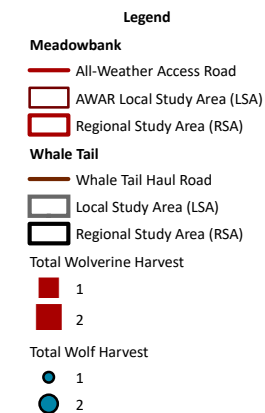 Legend
Meadowbank
All-Weather Access Road
AWAR Local Study Area (LSA)
Regional Study Area (RSA)
Whale Tail
Whale Tail Haul Road
Local Study Area (LSA)
Regional Study Area (RSA)
Total Wolverine Harvest
1
2
Total Wolf Harvest
1
2